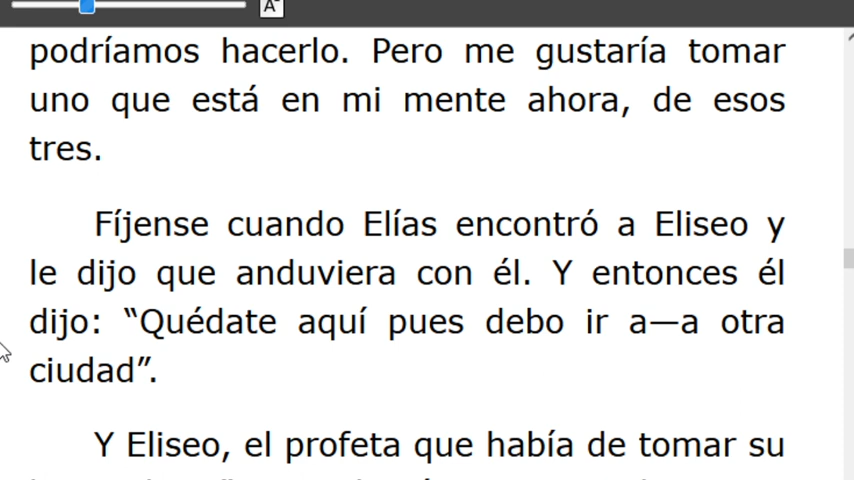 A
podríamos hacerlo. Pero me gustaría tomar
uno que está en mi mente ahora, de esos
tres.
Fíjense cuando Elías encontró a Eliseo y
le dijo que anduviera con él. Y entonces él
dijo: “Quédate aquí pues debo ir a—a otra
ciudad”.
Y Eliseo, el profeta que había de tomar su